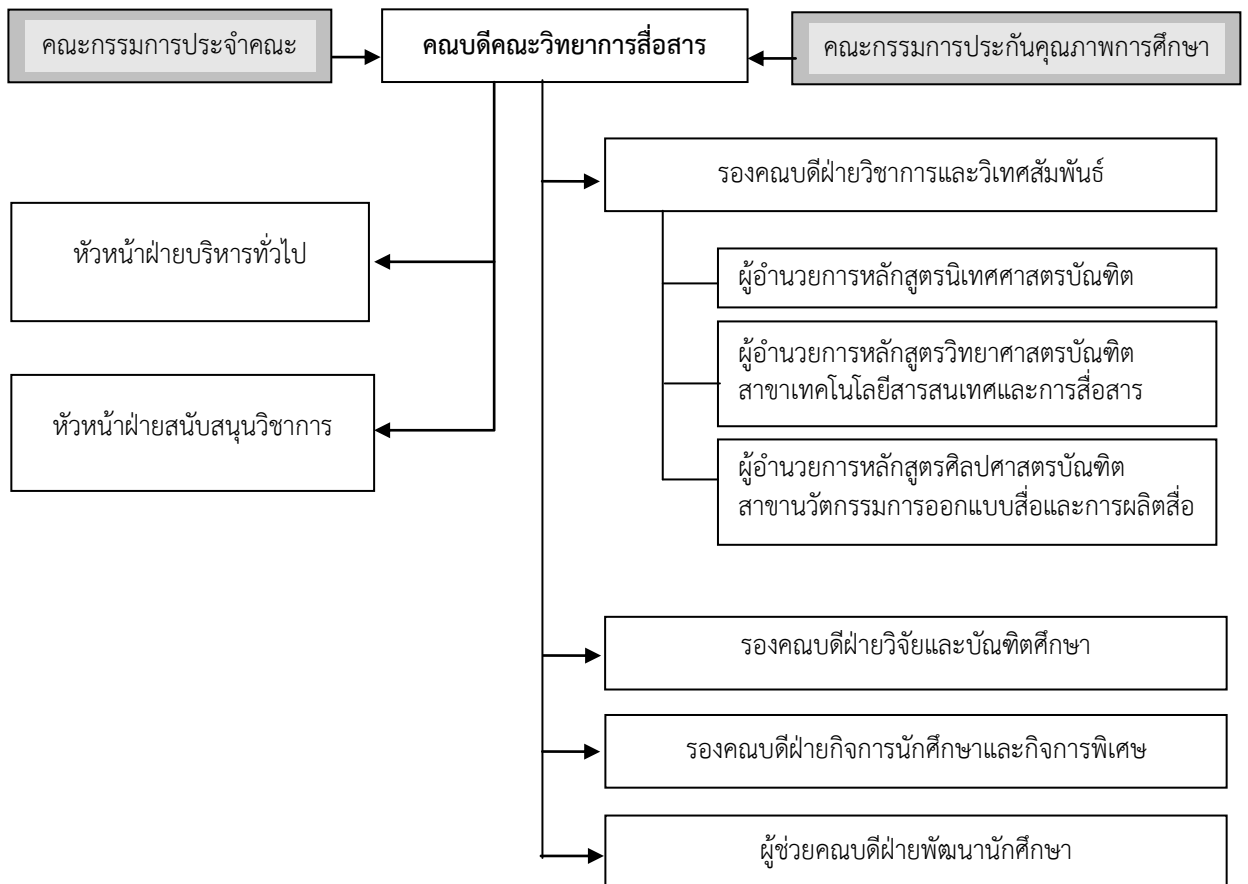 คณะกรรมการประจำคณะ
คณบดีคณะวิทยาการสื่อสาร
คณะกรรมการประกันคุณภาพการศึกษา
รองคณบดีฝ่ายวิชาการและวิเทศสัมพันธ์
หัวหน้าฝ่ายบริหารทั่วไป
ผู้อำนวยการหลักสูตรนิเทศศาสตรบัณฑิต
ผู้อำนวยการหลักสูตรวิทยาศาสตรบัณฑิต
สาขาเทคโนโลยีสารสนเทศและการสื่อสาร
หัวหน้าฝ่ายสนับสนุนวิชาการ
ผู้อำนวยการหลักสูตรศิลปศาสตรบัณฑิต
สาขานวัตกรรมการออกแบบสื่อและการผลิตสื่อ
รองคณบดีฝ่ายวิจัยและบัณฑิตศึกษา
รองคณบดีฝ่ายกิจการนักศึกษาและกิจการพิเศษ
ผู้ช่วยคณบดีฝ่ายพัฒนานักศึกษา